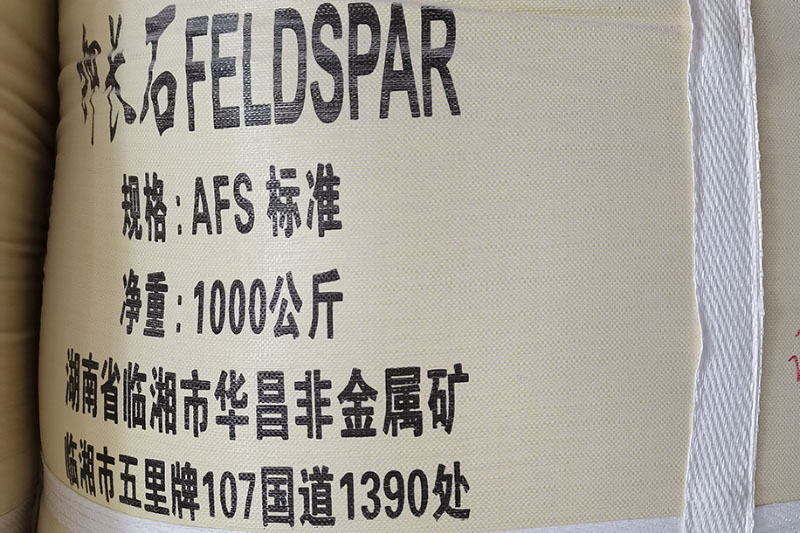 钾长石FELDSPAR
规格:AFS 标准
净重:1000公斤
湖南省临湘市华昌非金属矿
临湘市五里牌107国道1390处